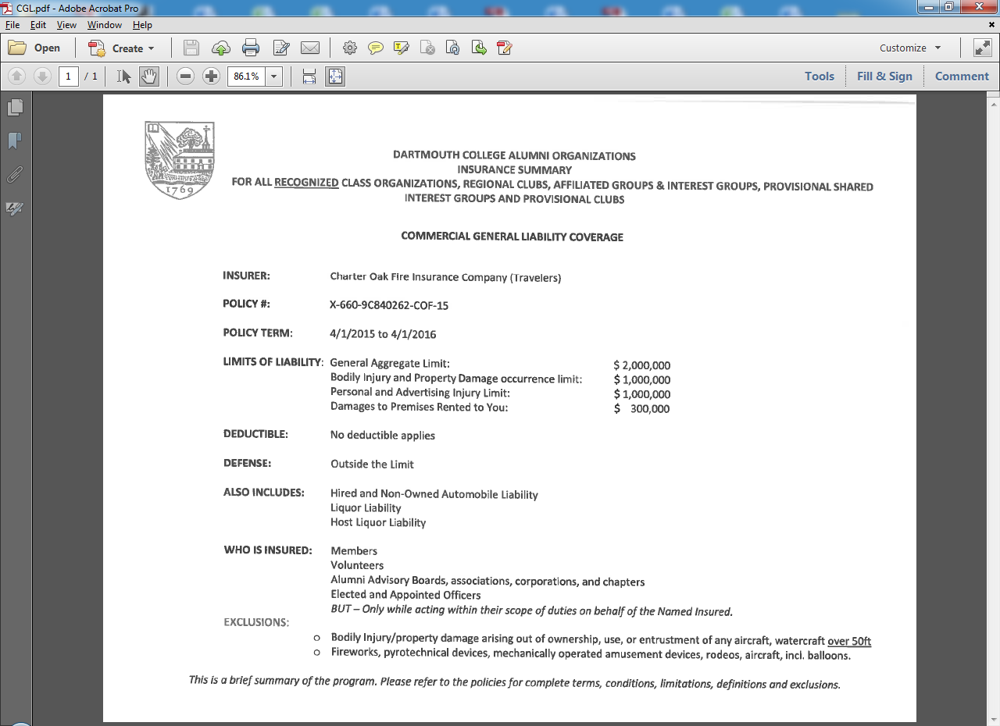 CGL.pdf - Adobe Acrobat Pro
File Edit View Window Help
Open Create Customize
1 / 1 86.1% Tools Fill & Sign Comment
1769
DARTMOUTH COLLEGE ALUMNI ORGANIZATIONS
INSURANCE SUMMARY
FOR ALL RECOGNIZED CLASS ORGANIZATIONS, REGIONAL CLUBS, AFFILIATED GROUPS & INTEREST GROUPS, PROVISIONAL SHARED
INTEREST GROUPS AND PROVISIONAL CLUBS
COMMERCIAL GENERAL LIABILITY COVERAGE
INSURER: Charter Oak Fire Insurance Company (Travelers)
POLICY #: X-660-9C840262-COF-15
POLICY TERM: 4/1/2015 to 4/1/2016
LIMITS OF LIABILITY: General Aggregate Limit: $ 2,000,000
Bodily Injury and Property Damage occurrence limit: $ 1,000,000
Personal and Advertising Injury Limit: $ 1,000,000
Damages to Premises Rented to You: $ 300,000
DEDUCTIBLE: No deductible applies
DEFENSE: Outside the Limit
ALSO INCLUDES: Hired and Non-Owned Automobile Liability
Liquor Liability
Host Liquor Liability
WHO IS INSURED: Members
Volunteers
Alumni Advisory Boards, associations, corporations, and chapters
Elected and Appointed Officers
BUT – Only while acting within their scope of duties on behalf of the Named Insured.
EXCLUSIONS:
o Bodily Injury/property damage arising out of ownership, use, or entrustment of any aircraft, watercraft over 50ft
o Fireworks, pyrotechnical devices, mechanically operated amusement devices, rodeos, aircraft, incl. balloons.
This is a brief summary of the program. Please refer to the policies for complete terms, conditions, limitations, definitions and exclusions.